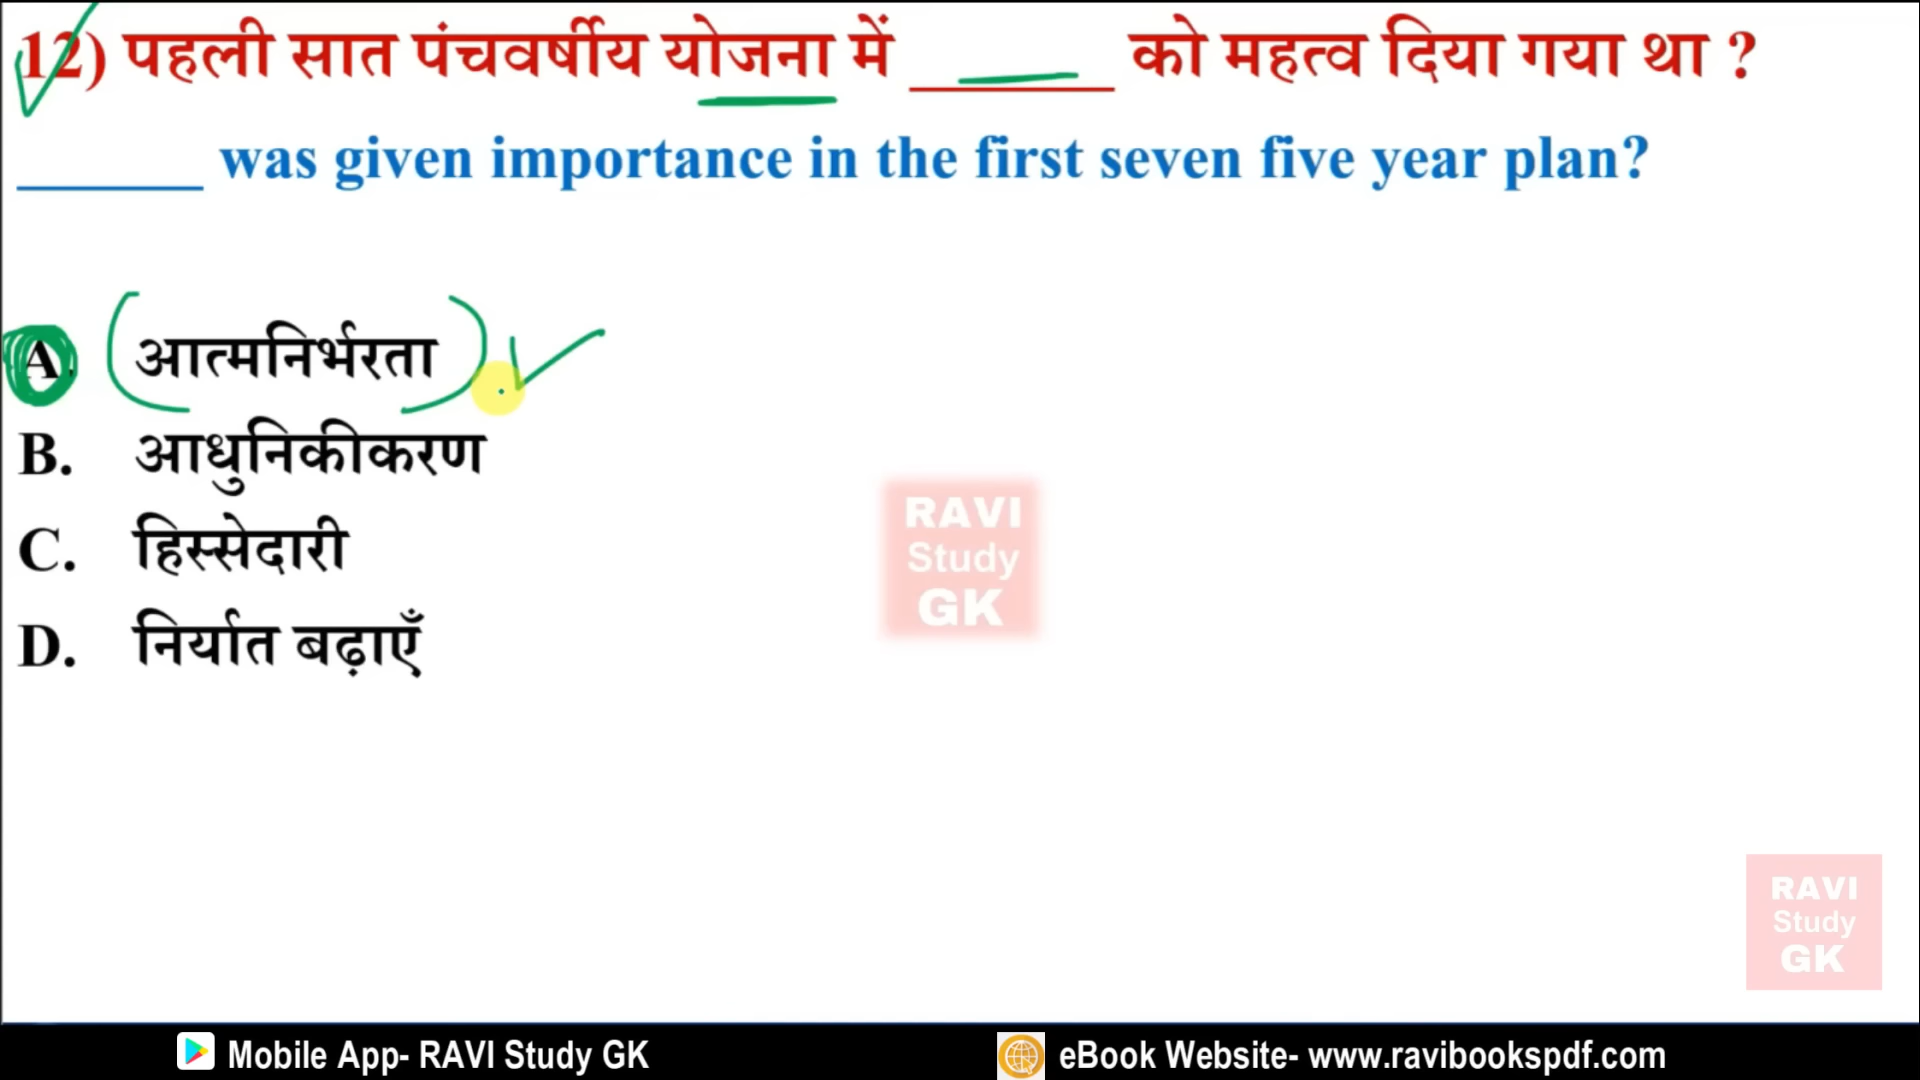 12) पहली सात पंचवर्षीय योजना में ________ को महत्व दिया गया था ?
________ was given importance in the first seven five year plan?
A. आत्मनिर्भरता
B. आधुनिकीकरण
C. हिस्सेदारी
D. निर्यात बढ़ाएँ
RAVI
Study
GK
RAVI
Study
GK
Mobile App- RAVI Study GK
eBook Website- www.ravibookspdf.com